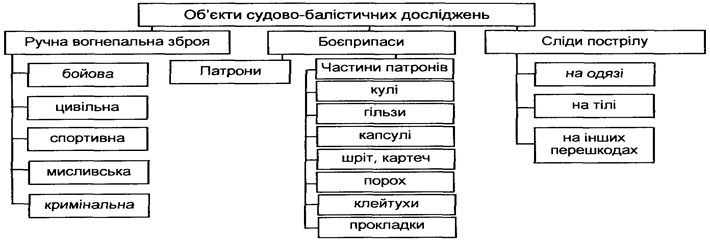 Об'єкти судово-балістичних досліджень
Ручна вогнепальна зброя
бойова
цивільна
спортивна
мисливська
кримінальна
Боєприпаси
Патрони
Частини патронів
кулі
гільзи
капсулі
шріт, картеч
порох
клейтухи
прокладки
Сліди пострілу
на одязі
на тілі
на інших
перешкодах